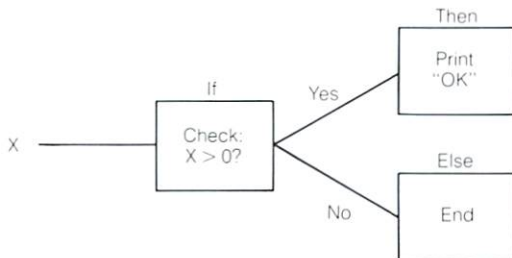 Then
Print
"OK"
If
Yes
Check:
X > 0?
X
Else
No
End